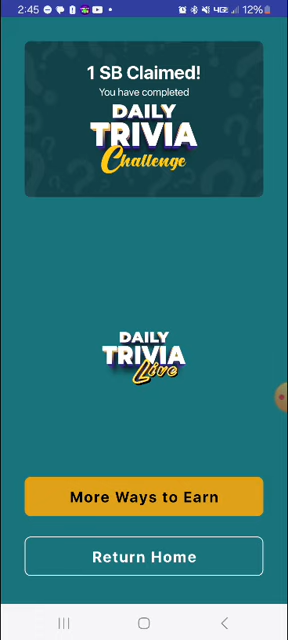 2:45 4G 12%
1 SB Claimed!
You have completed
DAILY
TRIVIA
Challenge
DAILY
TRIVIA
Live
More Ways to Earn
Return Home